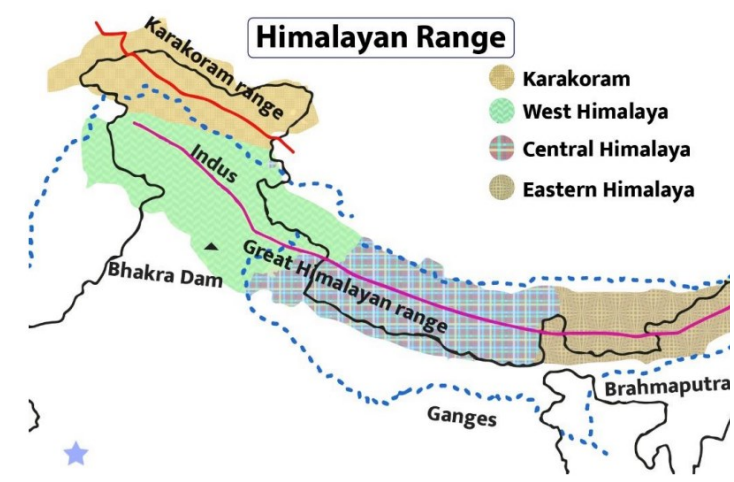 Himalayan Range
Karakoram range
Karakoram
West Himalaya
Central Himalaya
Eastern Himalaya
Indus
Bhakra Dam
Great Himalayan range
Ganges
Brahmaputra